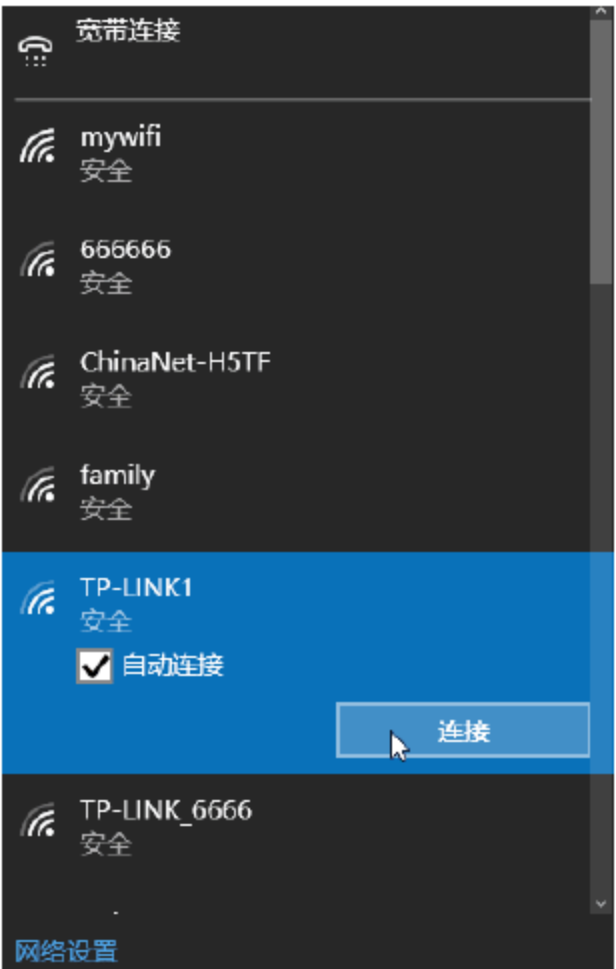 宽带连接
mywifi
安全
666666
安全
ChinaNet-H5TF
安全
family
安全
TP-LINK1
安全
自动连接
连接
TP-LINK_6666
安全
网络设置